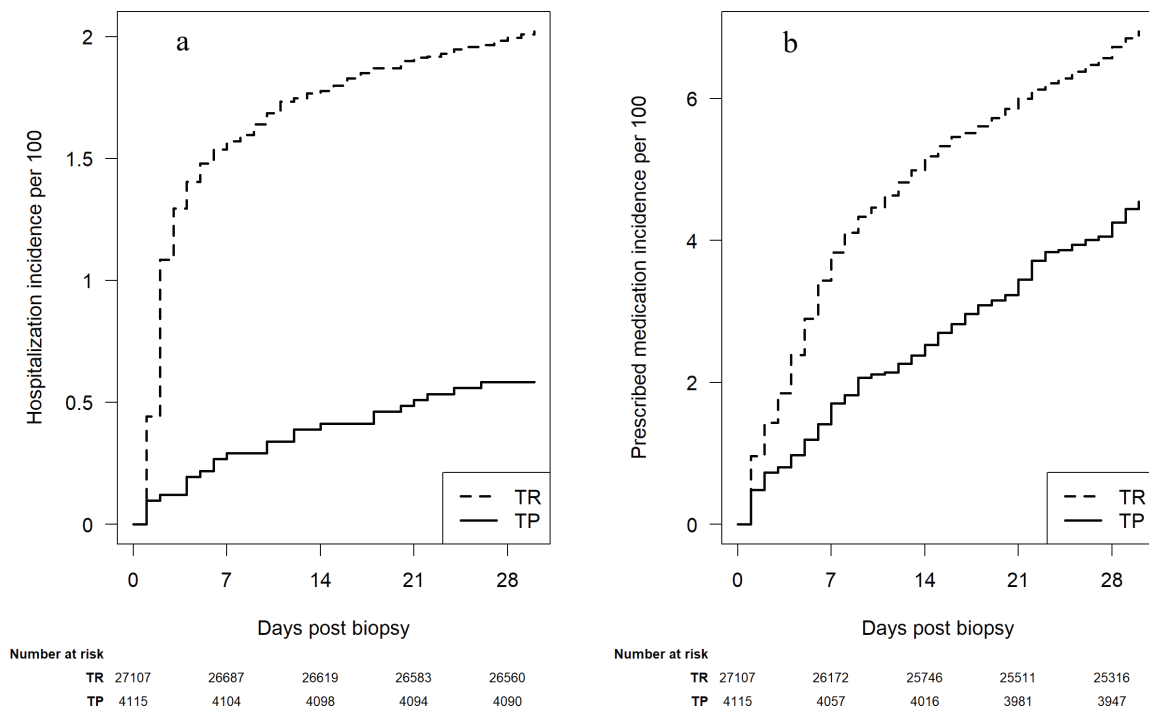 a
Hospitalization incidence per 100
2
1.5
1
0.5
0
TR
TP
0 7 14 21 28
Days post biopsy
Number at risk
TR 27107 26687 26619 26583 26560
TP 4115 4104 4098 4094 4090
b
Prescribed medication incidence per 100
6
4
2
0
TR
TP
0 7 14 21 28
Days post biopsy
Number at risk
TR 27107 26172 25746 25511 25316
TP 4115 4057 4016 3981 3947